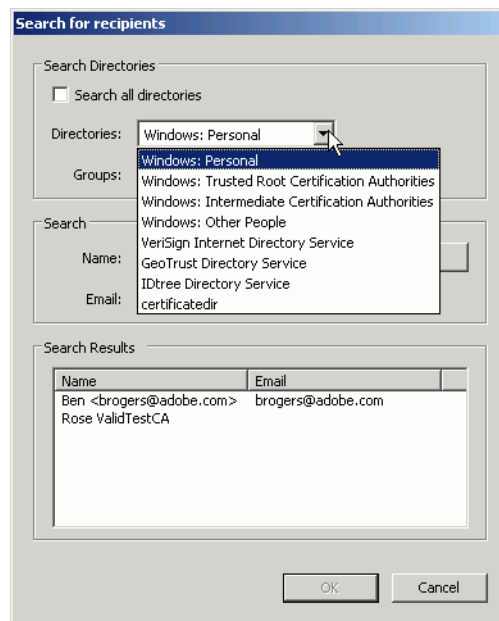 Search for recipients
Search Directories
Search all directories
Directories: Windows: Personal
Windows: Personal
Groups:
Windows: Trusted Root Certification Authorities
Windows: Intermediate Certification Authorities
Windows: Other People
Search
VeriSign Internet Directory Service
Name:
GeoTrust Directory Service
IDtree Directory Service
Email:
certificatedir
Search Results
Name Email
Ben <brogers@adobe.com> brogers@adobe.com
Rose ValidTestCA
OK Cancel